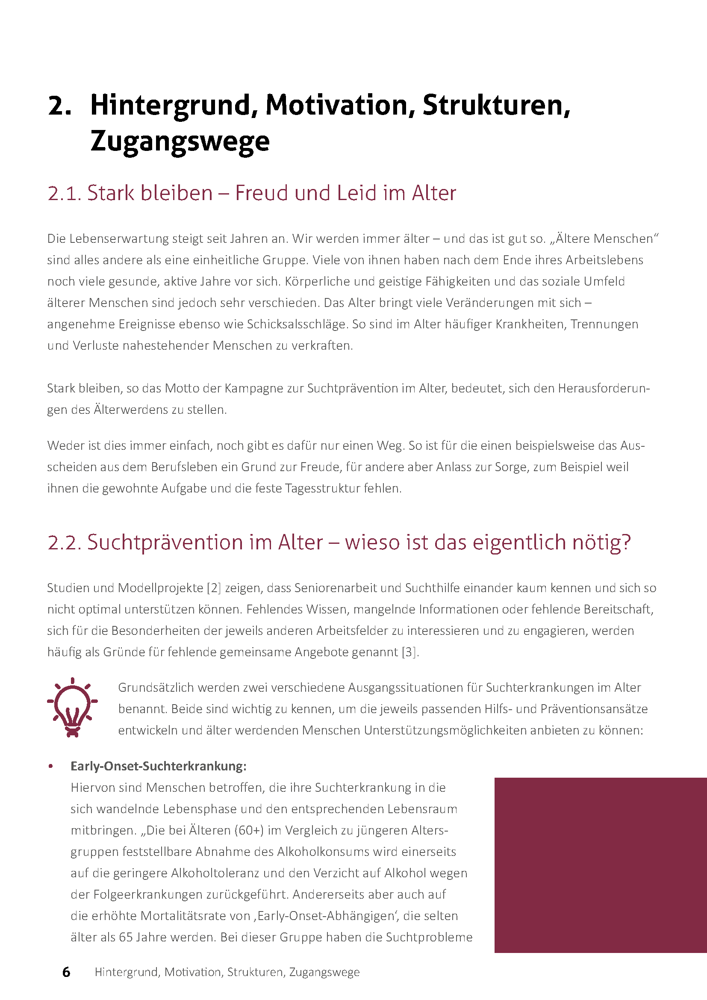 2. Hintergrund, Motivation, Strukturen,
Zugangswege
2.1. Stark bleiben – Freud und Leid im Alter
Die Lebenserwartung steigt seit Jahren an. Wir werden immer älter – und das ist gut so. „Ältere Menschen“
sind alles andere als eine einheitliche Gruppe. Viele von ihnen haben nach dem Ende ihres Arbeitslebens
noch viele gesunde, aktive Jahre vor sich. Körperliche und geistige Fähigkeiten und das soziale Umfeld
älterer Menschen sind jedoch sehr verschieden. Das Alter bringt viele Veränderungen mit sich –
angenehme Ereignisse ebenso wie Schicksalsschläge. So sind im Alter häufiger Krankheiten, Trennungen
und Verluste nahestehender Menschen zu verkraften.
Stark bleiben, so das Motto der Kampagne zur Suchtprävention im Alter, bedeutet, sich den Herausforderun-
gen des Älterwerdens zu stellen.
Weder ist dies immer einfach, noch gibt es dafür nur einen Weg. So ist für die einen beispielsweise das Aus-
scheiden aus dem Berufsleben ein Grund zur Freude, für andere aber Anlass zur Sorge, zum Beispiel weil
ihnen die gewohnte Aufgabe und die feste Tagesstruktur fehlen.
2.2. Suchtprävention im Alter – wieso ist das eigentlich nötig?
Studien und Modellprojekte [2] zeigen, dass Seniorenarbeit und Suchthilfe einander kaum kennen und sich so
nicht optimal unterstützen können. Fehlendes Wissen, mangelnde Informationen oder fehlende Bereitschaft,
sich für die Besonderheiten der jeweils anderen Arbeitsfelder zu interessieren und zu engagieren, werden
häufig als Gründe für fehlende gemeinsame Angebote genannt [3].
Grundsätzlich werden zwei verschiedene Ausgangssituationen für Suchterkrankungen im Alter
benannt. Beide sind wichtig zu kennen, um die jeweils passenden Hilfs- und Präventionsansätze
entwickeln und älter werdenden Menschen Unterstützungsmöglichkeiten anbieten zu können:
• Early-Onset-Suchterkrankung:
Hiervon sind Menschen betroffen, die ihre Suchterkrankung in die
sich wandelnde Lebensphase und den entsprechenden Lebensraum
mitbringen. „Die bei Älteren (60+) im Vergleich zu jüngeren Alters-
gruppen feststellbare Abnahme des Alkoholkonsums wird einerseits
auf die geringere Alkoholtoleranz und den Verzicht auf Alkohol wegen
der Folgeerkrankungen zurückgeführt. Andererseits aber auch auf
die erhöhte Mortalitätsrate von ‚Early-Onset-Abhängigen‘, die selten
älter als 65 Jahre werden. Bei dieser Gruppe haben die Suchtprobleme
6 Hintergrund, Motivation, Strukturen, Zugangswege